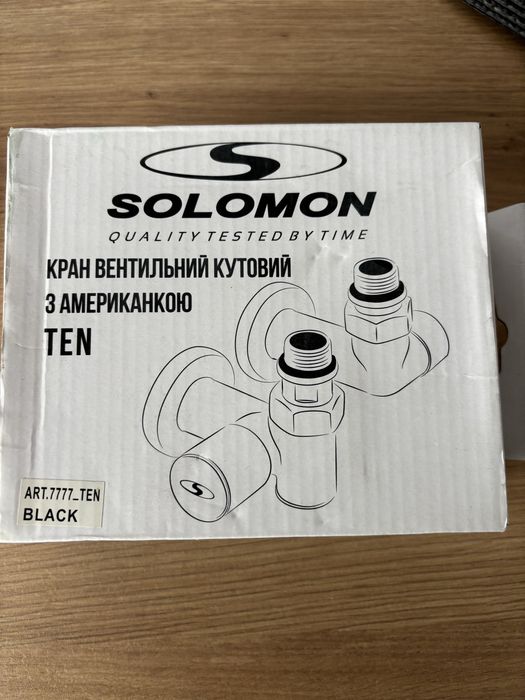 SOLOMON
QUALITY TESTED BY TIME
КРАН ВЕНТИЛЬНИЙ КУТОВИЙ
З АМЕРИКАНКОЮ
TEN
ART.7777_TEN
BLACK